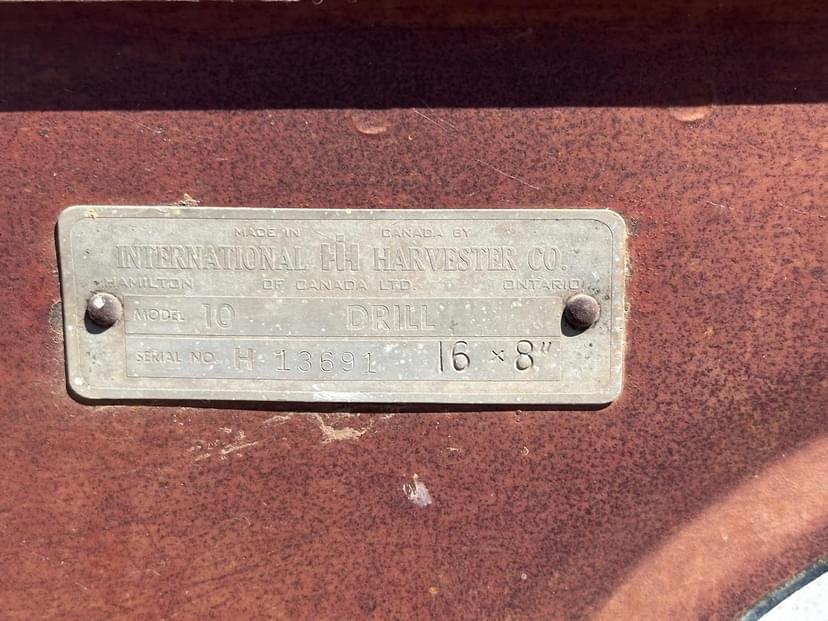 MADE IN CANADA BY
INTERNATIONAL IH HARVESTER CO.
HAMILTON OF CANADA LTD. ONTARIO
MODEL 10 DRILL
SERIAL NO H 13691 16 × 8"